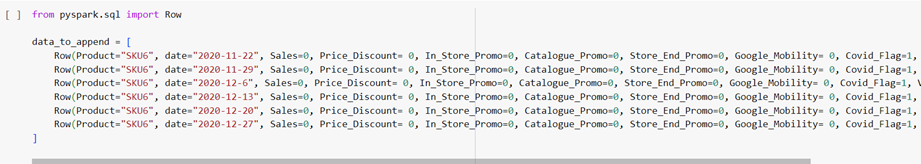 [ ] from pyspark.sql import Row
data_to_append = [
Row(Product="SKU6", date="2020-11-22", Sales=0, Price_Discount= 0, In_Store_Promo=0, Catalogue_Promo=0, Store_End_Promo=0, Google_Mobility= 0, Covid_Flag=1,
Row(Product="SKU6", date="2020-11-29", Sales=0, Price_Discount= 0, In_Store_Promo=0, Catalogue_Promo=0, Store_End_Promo=0, Google_Mobility= 0, Covid_Flag=1,
Row(Product="SKU6", date="2020-12-6", Sales=0, Price_Discount= 0, In_Store_Promo=0, Catalogue_Promo=0, Store_End_Promo=0, Google_Mobility= 0, Covid_Flag=1, V
Row(Product="SKU6", date="2020-12-13", Sales=0, Price_Discount= 0, In_Store_Promo=0, Catalogue_Promo=0, Store_End_Promo=0, Google_Mobility= 0, Covid_Flag=1,
Row(Product="SKU6", date="2020-12-20", Sales=0, Price_Discount= 0, In_Store_Promo=0, Catalogue_Promo=0, Store_End_Promo=0, Google_Mobility= 0, Covid_Flag=1,
Row(Product="SKU6", date="2020-12-27", Sales=0, Price_Discount= 0, In_Store_Promo=0, Catalogue_Promo=0, Store_End_Promo=0, Google_Mobility= 0, Covid_Flag=1,
]